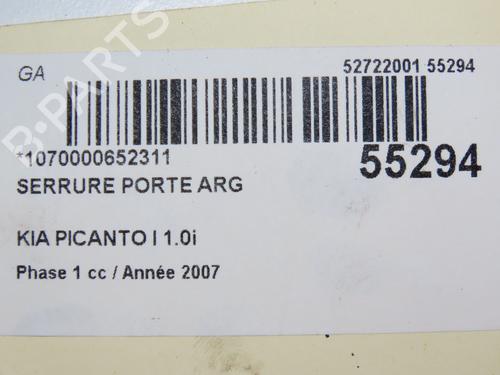 GA
52722001 55294
*1070000652311
55294
SERRURE PORTE ARG
KIA PICANTO I 1.0i
Phase 1 cc / Année 2007
B-PARTS